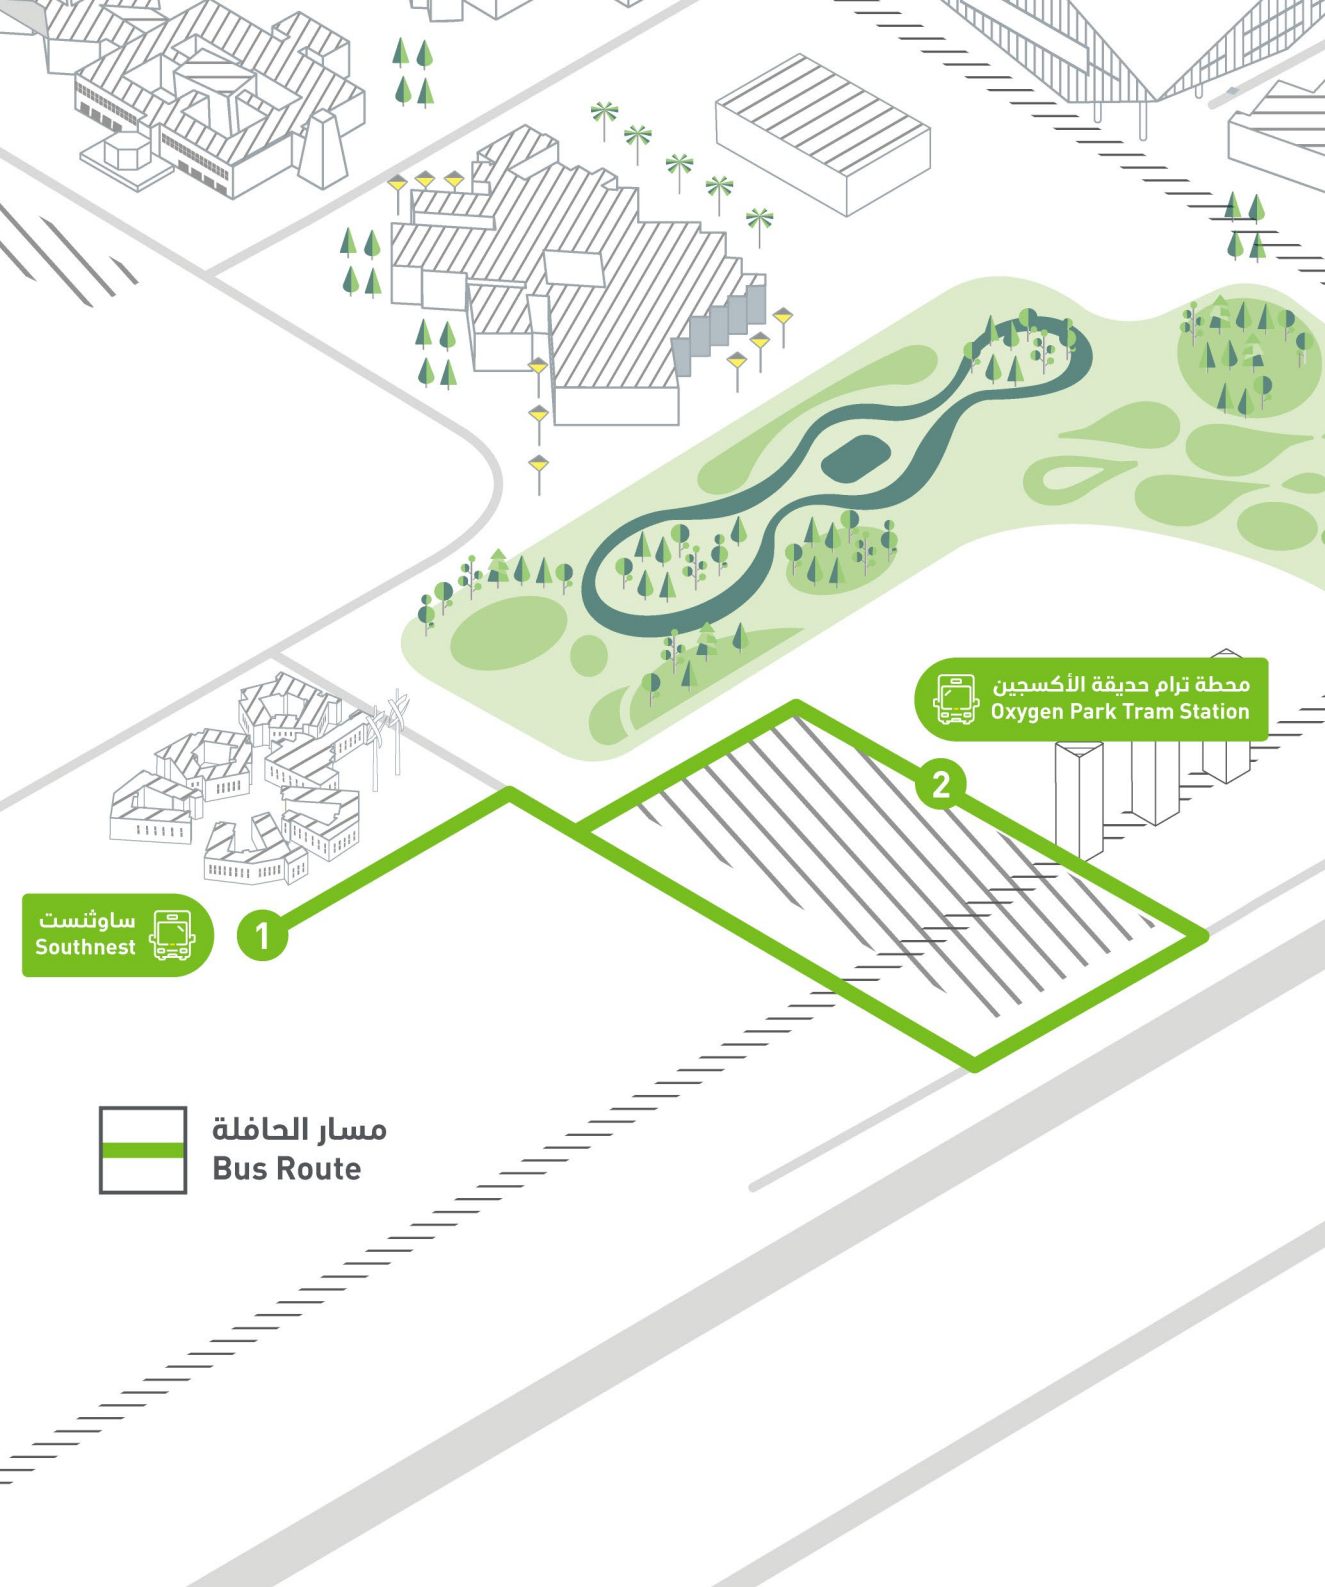 محطة ترام حديقة الأكسجين
Oxygen Park Tram Station
2
ساوثنست
Southnest
1
مسار الحافلة
Bus Route